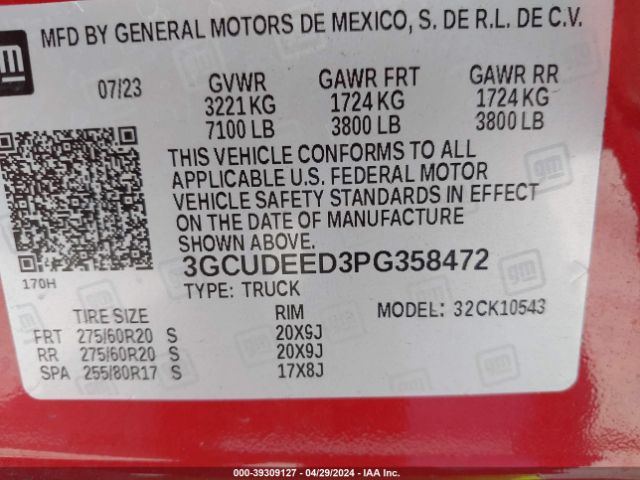 MFD BY GENERAL MOTORS DE MEXICO, S. DE R.L. DE C.V.
gm
07/23 GVWR GAWR FRT GAWR RR
3221 KG 1724 KG 1724 KG
7100 LB 3800 LB 3800 LB
THIS VEHICLE CONFORMS TO ALL
APPLICABLE U.S. FEDERAL MOTOR
VEHICLE SAFETY STANDARDS IN EFFECT
ON THE DATE OF MANUFACTURE
SHOWN ABOVE.
170H
3GCUDEED3PG358472
TYPE: TRUCK MODEL: 32CK10543
TIRE SIZE RIM
FRT 275/60R20 S 20X9J
RR 275/60R20 S 20X9J
SPA 255/80R17 S 17X8J
000-39309127 - 04/29/2024 - IAA Inc.